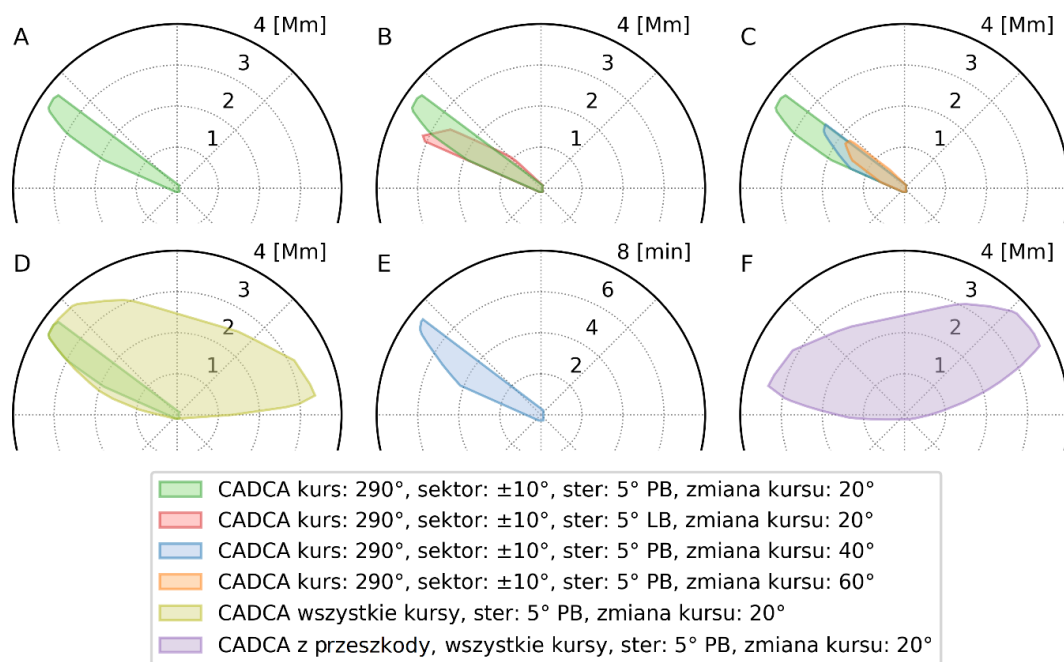 A
4 [Mm]
3
2
1
B
4 [Mm]
3
2
1
C
4 [Mm]
3
2
1
D
4 [Mm]
3
2
1
E
8 [min]
6
4
2
F
4 [Mm]
3
2
1
CADCA kurs: 290°, sektor: ±10°, ster: 5° PB, zmiana kursu: 20°
CADCA kurs: 290°, sektor: ±10°, ster: 5° LB, zmiana kursu: 20°
CADCA kurs: 290°, sektor: ±10°, ster: 5° PB, zmiana kursu: 40°
CADCA kurs: 290°, sektor: ±10°, ster: 5° PB, zmiana kursu: 60°
CADCA wszystkie kursy, ster: 5° PB, zmiana kursu: 20°
CADCA z przeszkody, wszystkie kursy, ster: 5° PB, zmiana kursu: 20°